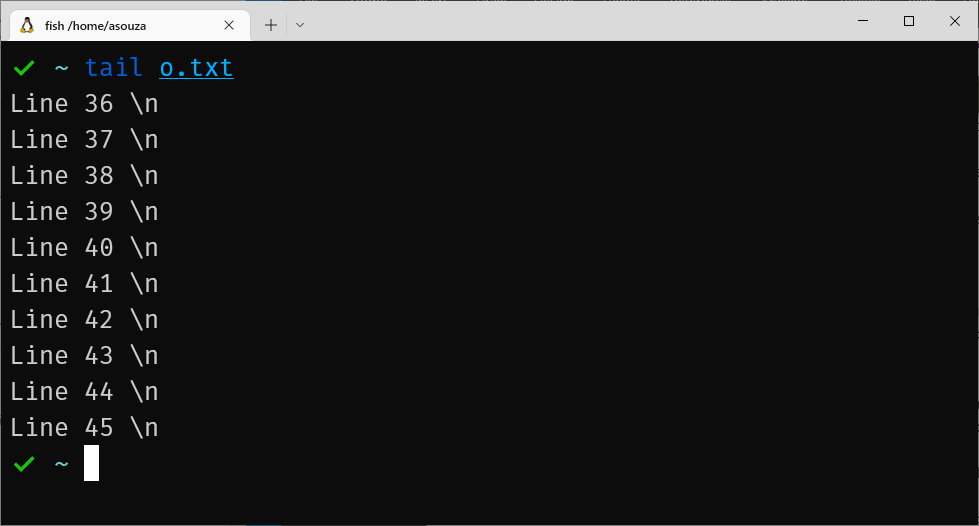 fish /home/asouza
✓ ~ tail o.txt
Line 36 \n
Line 37 \n
Line 38 \n
Line 39 \n
Line 40 \n
Line 41 \n
Line 42 \n
Line 43 \n
Line 44 \n
Line 45 \n
✓ ~